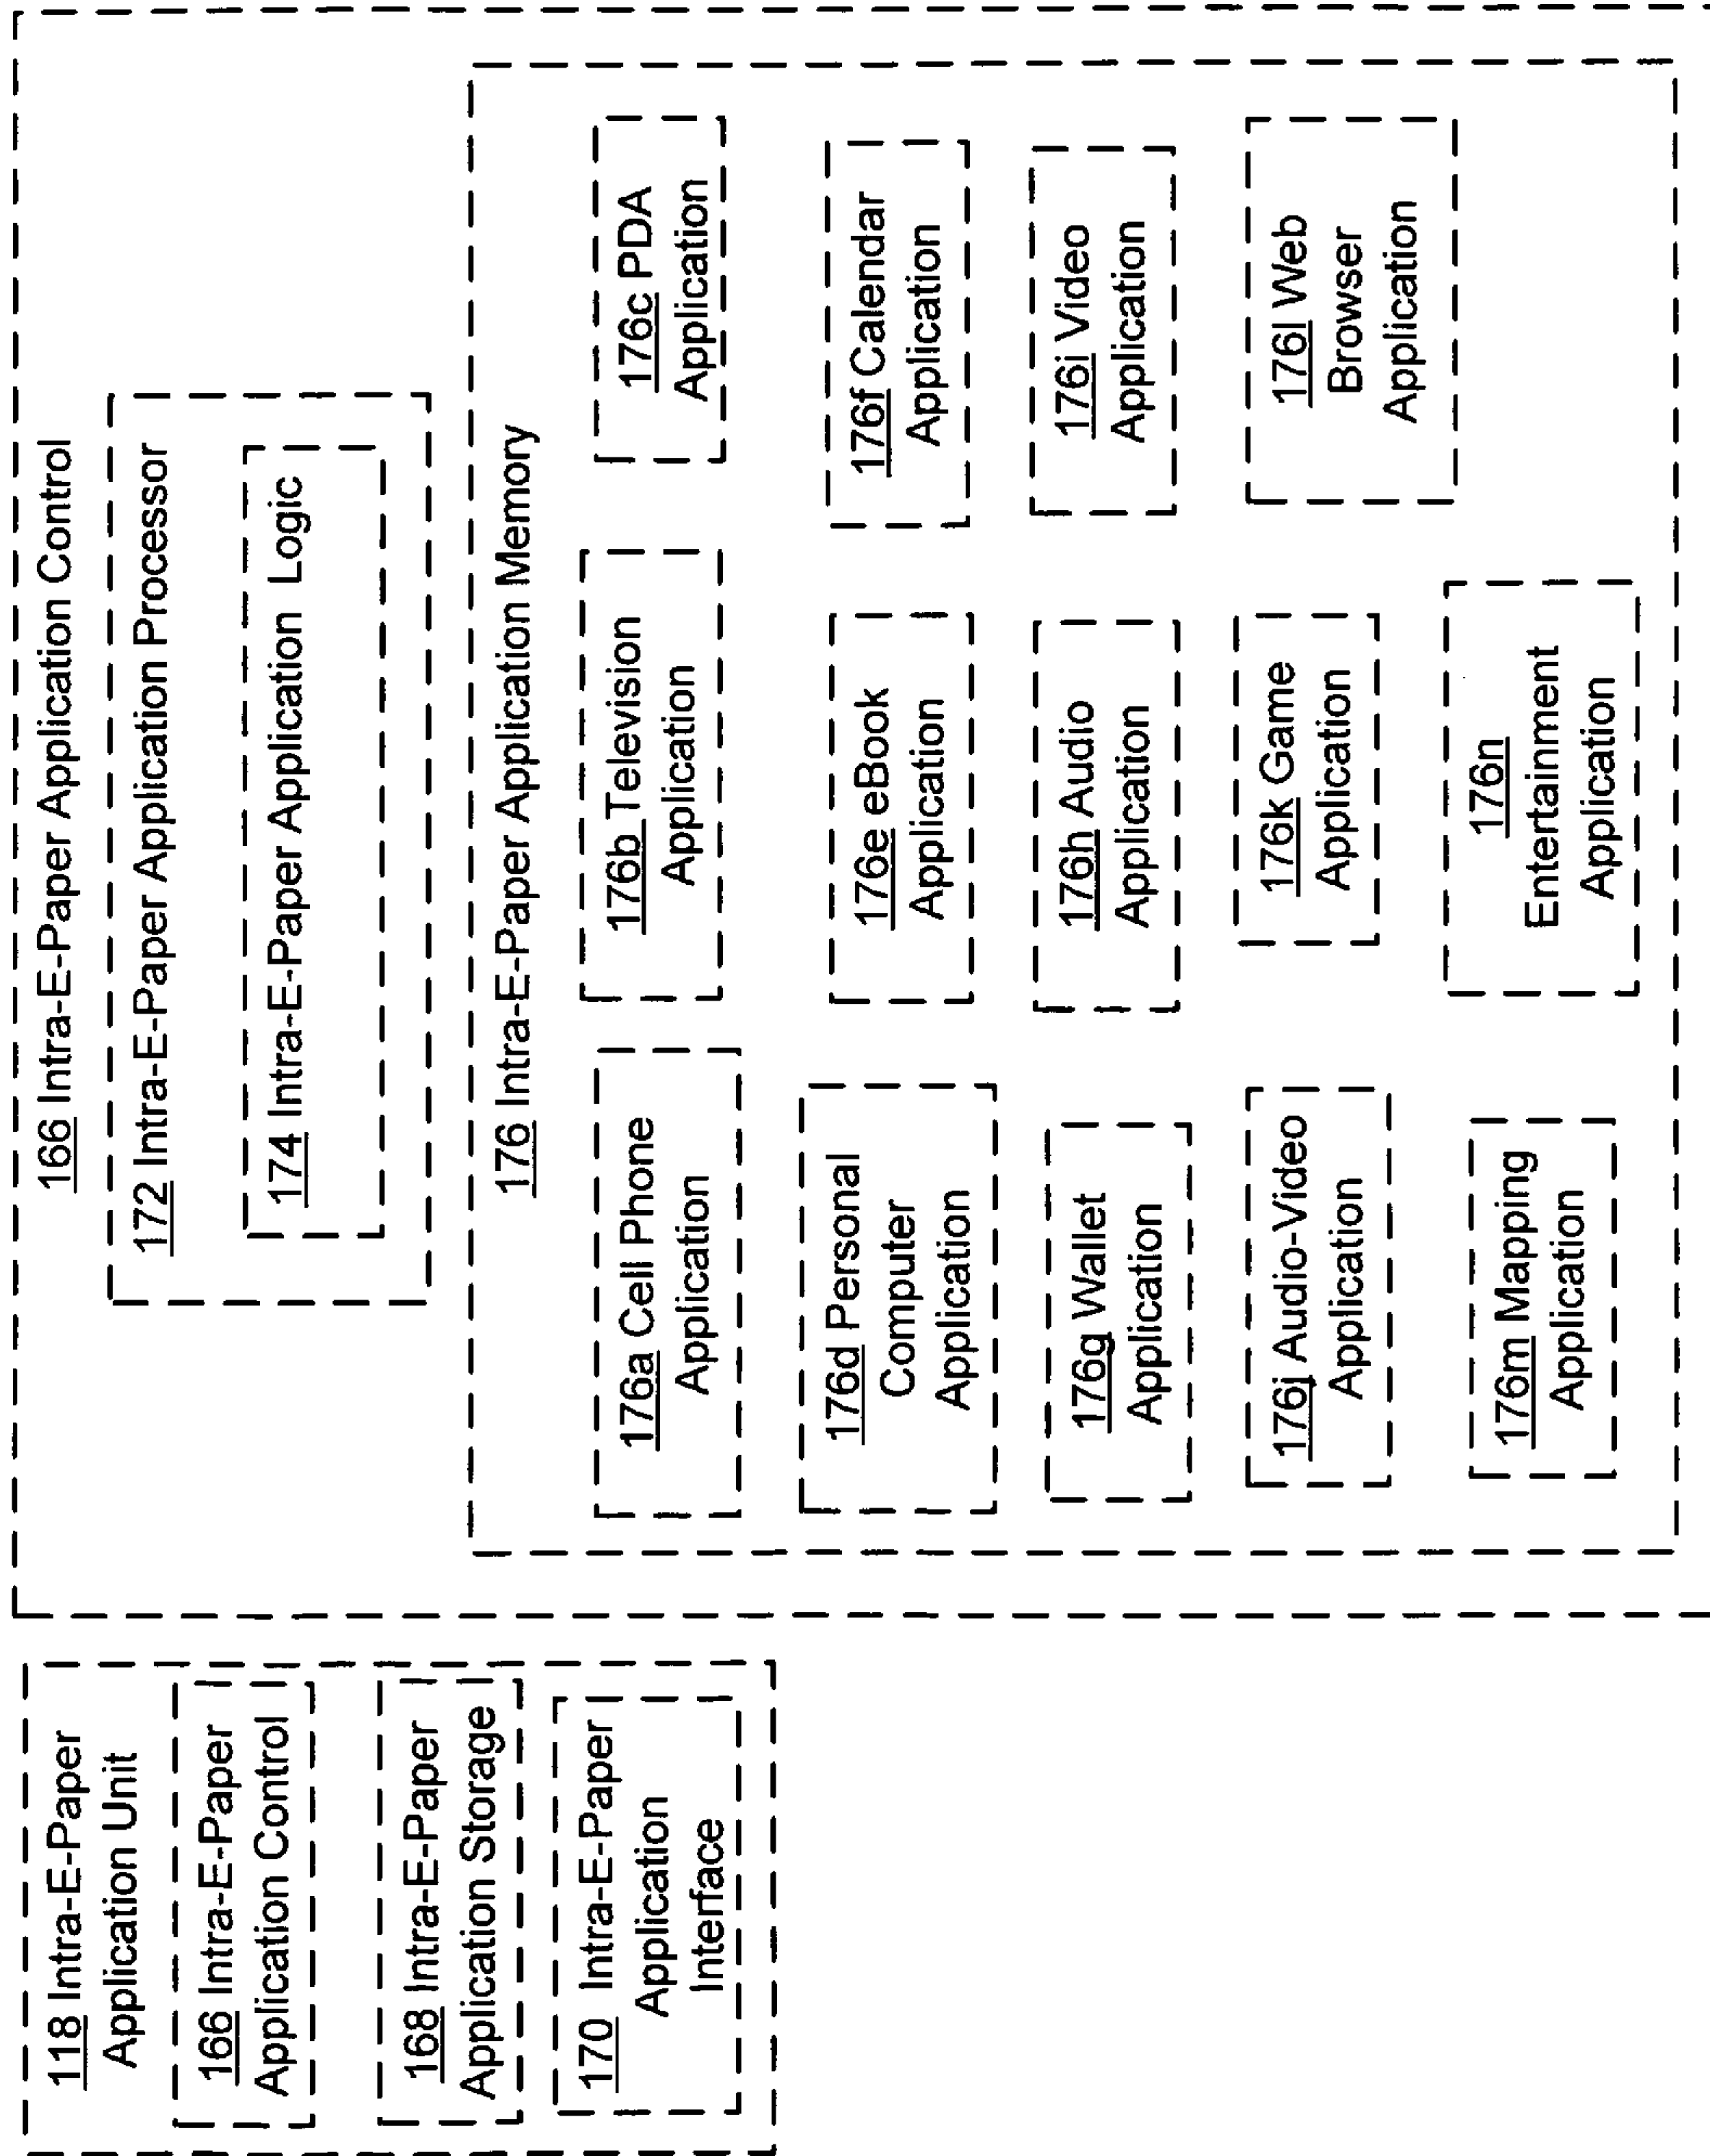 118 Intra-E-Paper
Application Unit
166 Intra-E-Paper
Application Control
168 Intra-E-Paper
Application Storage
170 Intra-E-Paper
Application
Interface
166 Intra-E-Paper Application Control
172 Intra-E-Paper Application Processor
174 Intra-E-Paper Application Logic
176 Intra-E-Paper Application Memory
176a Cell Phone
Application
176b Television
Application
176c PDA
Application
176d Personal
Computer
Application
176e eBook
Application
176f Calendar
Application
176g Wallet
Application
176h Audio
Application
176i Video
Application
176j Audio-Video
Application
176k Game
Application
176l Web
Browser
Application
176m Mapping
Application
176n
Entertainment
Application